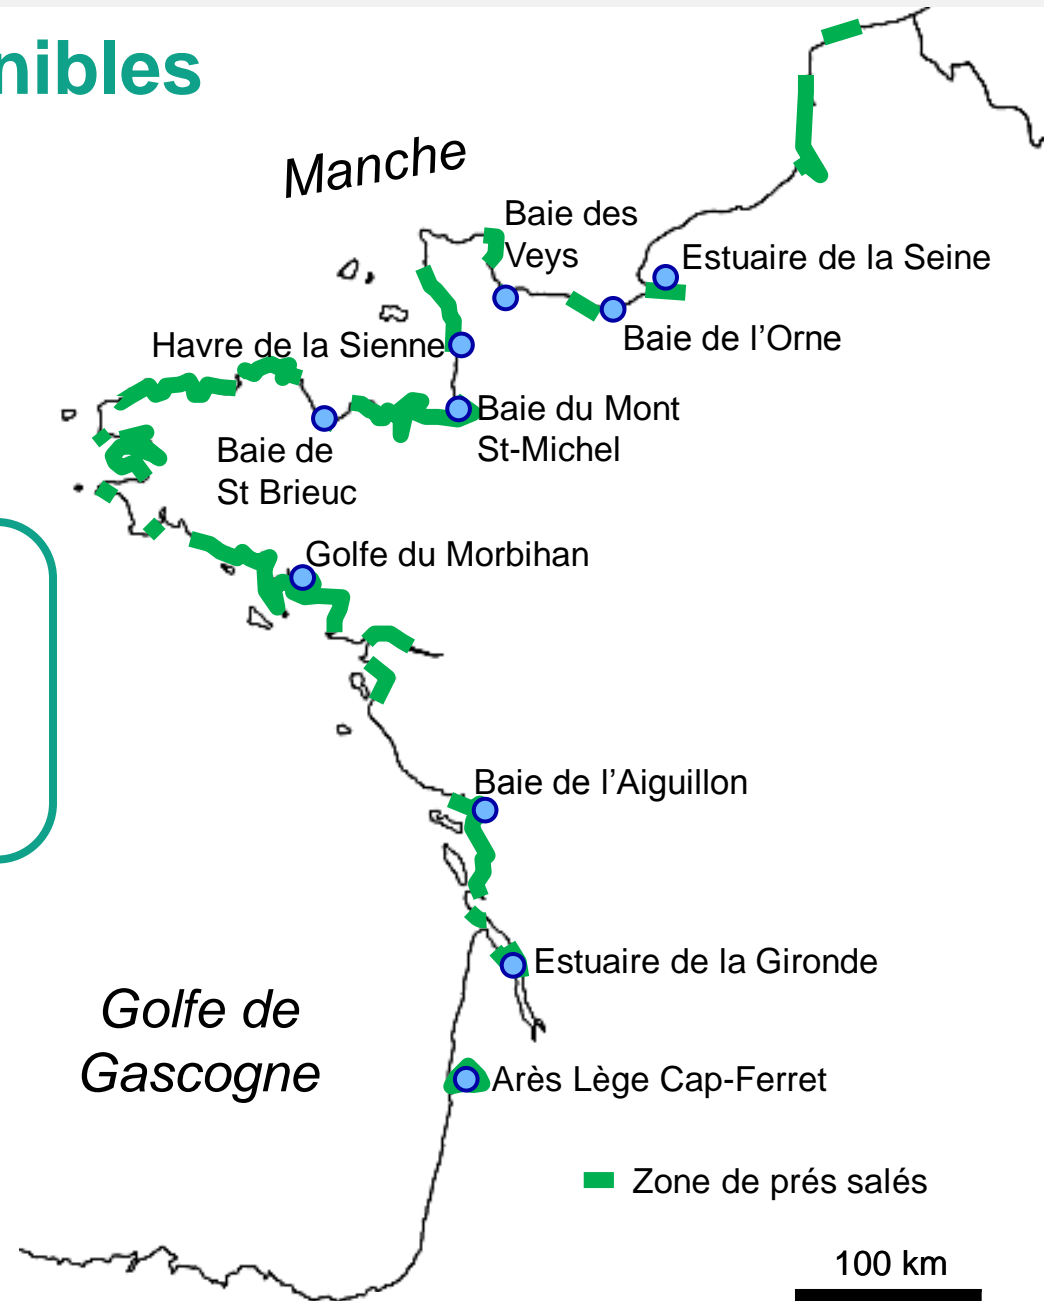 nibles
Manche
Baie des
Veys
Estuaire de la Seine
Baie de l’Orne
Havre de la Sienne
Baie du Mont
St-Michel
Baie de
St Brieuc
Golfe du Morbihan
Baie de l’Aiguillon
Estuaire de la Gironde
Golfe de
Gascogne
Arès Lège Cap-Ferret
Zone de prés salés
100 km